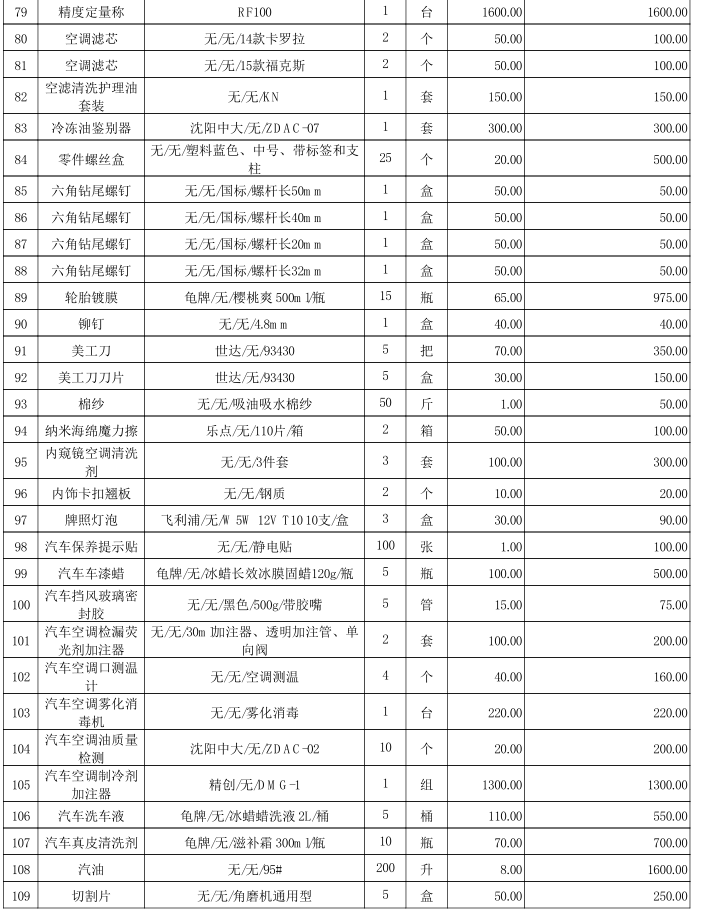 79 精度定量称 RF100 1 台 1600.00 1600.00
80 空调滤芯 无/无/14款卡罗拉 2 个 50.00 100.00
81 空调滤芯 无/无/15款福克斯 2 个 50.00 100.00
82 空滤清洗护理油套装 无/无/KN 1 套 150.00 150.00
83 冷冻油鉴别器 沈阳中大/无/ZDAC-07 1 套 300.00 300.00
84 零件螺丝盒 无/无/塑料蓝色、中号、带标签和支柱 25 个 20.00 500.00
85 六角钻尾螺钉 无/无/国标/螺杆长50mm 1 盒 50.00 50.00
86 六角钻尾螺钉 无/无/国标/螺杆长40mm 1 盒 50.00 50.00
87 六角钻尾螺钉 无/无/国标/螺杆长20mm 1 盒 50.00 50.00
88 六角钻尾螺钉 无/无/国标/螺杆长32mm 1 盒 50.00 50.00
89 轮胎镀膜 龟牌/无/樱桃爽 500ml/瓶 15 瓶 65.00 975.00
90 铆钉 无/无/4.8mm 1 盒 40.00 40.00
91 美工刀 世达/无/93430 5 把 70.00 350.00
92 美工刀刀片 世达/无/93430 5 盒 30.00 150.00
93 棉纱 无/无/吸油吸水棉纱 50 斤 1.00 50.00
94 纳米海绵魔力擦 乐点/无/110片/箱 2 箱 50.00 100.00
95 内窥镜空调清洗剂 无/无/3件套 3 套 100.00 300.00
96 内饰卡扣翘板 无/无/钢质 2 个 10.00 20.00
97 牌照灯泡 飞利浦/无/W5W 12V T10 10支/盒 3 盒 30.00 90.00
98 汽车保养提示贴 无/无/静电贴 100 张 1.00 100.00
99 汽车车漆蜡 龟牌/无/冰蜡长效冰膜固蜡120g/瓶 5 瓶 100.00 500.00
100 汽车挡风玻璃密封胶 无/无/黑色/500g/带胶嘴 5 管 15.00 75.00
101 汽车空调检漏荧光剂加注器 无/无/30ml加注器、透明加注管、单向阀 2 套 100.00 200.00
102 汽车空调口测温计 无/无/空调测温 4 个 40.00 160.00
103 汽车空调雾化消毒机 无/无/雾化消毒 1 台 220.00 220.00
104 汽车空调油质量检测 沈阳中大/无/ZDAC-02 10 个 20.00 200.00
105 汽车空调制冷剂加注器 精创/无/DMG-1 1 组 1300.00 1300.00
106 汽车洗车液 龟牌/无/冰蜡蜡洗液 2L/桶 5 桶 110.00 550.00
107 汽车真皮清洗剂 龟牌/无/滋补霜 300ml/瓶 10 瓶 70.00 700.00
108 汽油 无/无/95# 200 升 8.00 1600.00
109 切割片 无/无/角磨机通用型 5 盒 50.00 250.00